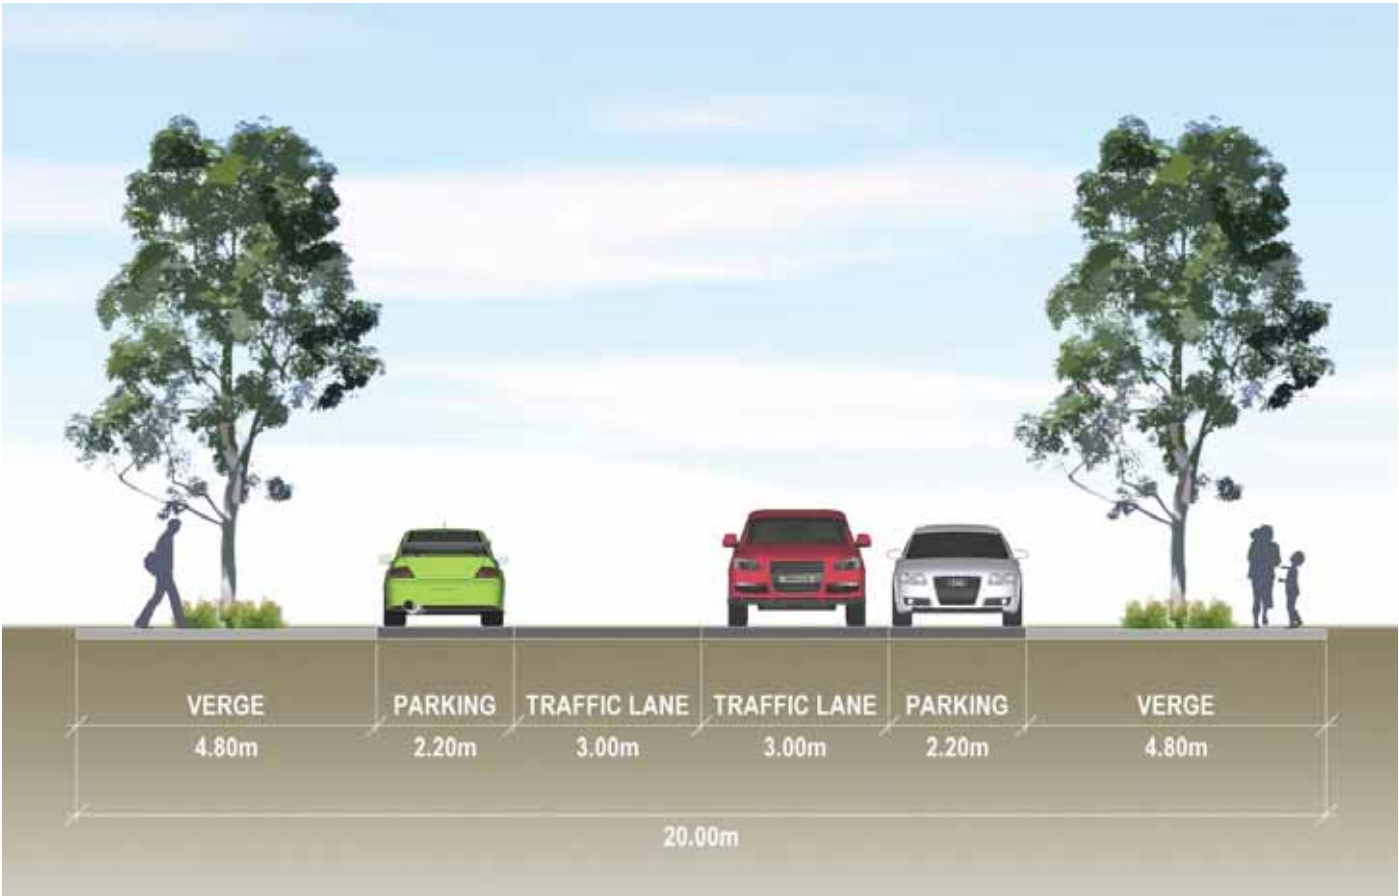 VERGE PARKING TRAFFIC LANE TRAFFIC LANE PARKING VERGE
4.80m 2.20m 3.00m 3.00m 2.20m 4.80m
20.00m